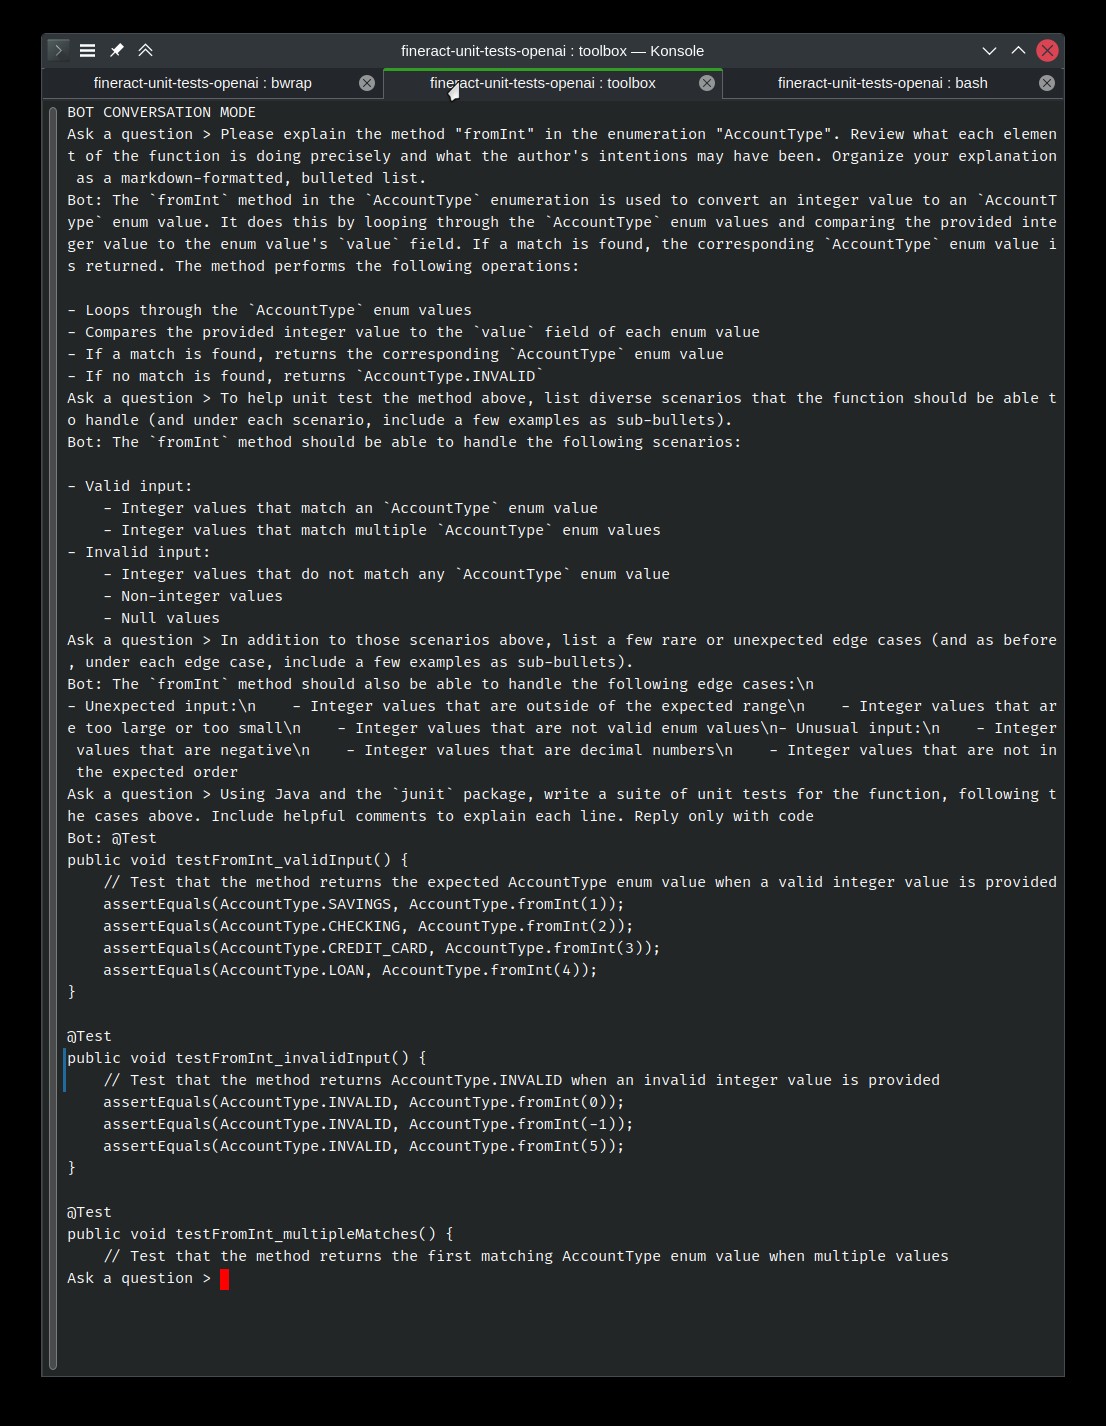 fineract-unit-tests-openai : toolbox — Konsole
fineract-unit-tests-openai : bwrap
fineract-unit-tests-openai : toolbox
fineract-unit-tests-openai : bash
BOT CONVERSATION MODE
Ask a question > Please explain the method "fromInt" in the enumeration "AccountType". Review what each elemen
t of the function is doing precisely and what the author's intentions may have been. Organize your explanation
 as a markdown-formatted, bulleted list.
Bot: The `fromInt` method in the `AccountType` enumeration is used to convert an integer value to an `AccountT
ype` enum value. It does this by looping through the `AccountType` enum values and comparing the provided inte
ger value to the enum value's `value` field. If a match is found, the corresponding `AccountType` enum value i
s returned. The method performs the following operations:

- Loops through the `AccountType` enum values
- Compares the provided integer value to the `value` field of each enum value
- If a match is found, returns the corresponding `AccountType` enum value
- If no match is found, returns `AccountType.INVALID`
Ask a question > To help unit test the method above, list diverse scenarios that the function should be able t
o handle (and under each scenario, include a few examples as sub-bullets).
Bot: The `fromInt` method should be able to handle the following scenarios:

- Valid input:
    - Integer values that match an `AccountType` enum value
    - Integer values that match multiple `AccountType` enum values
- Invalid input:
    - Integer values that do not match any `AccountType` enum value
    - Non-integer values
    - Null values
Ask a question > In addition to those scenarios above, list a few rare or unexpected edge cases (and as before
, under each edge case, include a few examples as sub-bullets).
Bot: The `fromInt` method should also be able to handle the following edge cases:\n
- Unexpected input:\n    - Integer values that are outside of the expected range\n    - Integer values that ar
e too large or too small\n    - Integer values that are not valid enum values\n- Unusual input:\n    - Integer
 values that are negative\n    - Integer values that are decimal numbers\n    - Integer values that are not in
 the expected order
Ask a question > Using Java and the `junit` package, write a suite of unit tests for the function, following t
he cases above. Include helpful comments to explain each line. Reply only with code
Bot: @Test
public void testFromInt_validInput() {
    // Test that the method returns the expected AccountType enum value when a valid integer value is provided
    assertEquals(AccountType.SAVINGS, AccountType.fromInt(1));
    assertEquals(AccountType.CHECKING, AccountType.fromInt(2));
    assertEquals(AccountType.CREDIT_CARD, AccountType.fromInt(3));
    assertEquals(AccountType.LOAN, AccountType.fromInt(4));
}

@Test
public void testFromInt_invalidInput() {
    // Test that the method returns AccountType.INVALID when an invalid integer value is provided
    assertEquals(AccountType.INVALID, AccountType.fromInt(0));
    assertEquals(AccountType.INVALID, AccountType.fromInt(-1));
    assertEquals(AccountType.INVALID, AccountType.fromInt(5));
}

@Test
public void testFromInt_multipleMatches() {
    // Test that the method returns the first matching AccountType enum value when multiple values
Ask a question >